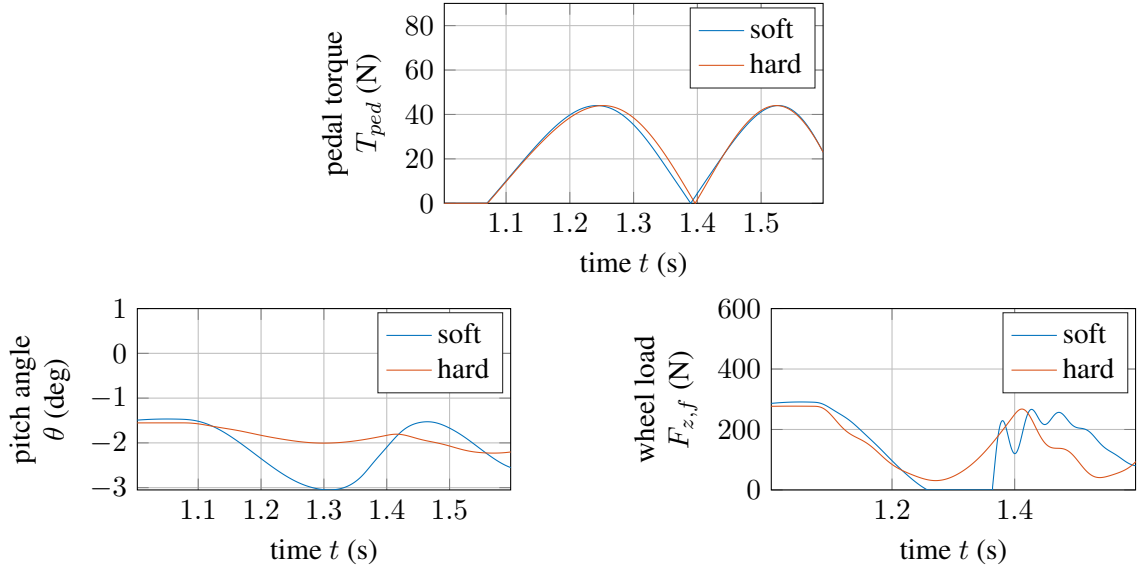 80
60
40
20
0
pedal torque
T_ped (N)
soft
hard
1.1 1.2 1.3 1.4 1.5
time t (s)
1
0
−1
−2
−3
pitch angle
θ (deg)
soft
hard
1.1 1.2 1.3 1.4 1.5
time t (s)
600
400
200
0
wheel load
F_z,f (N)
soft
hard
1.2 1.4
time t (s)